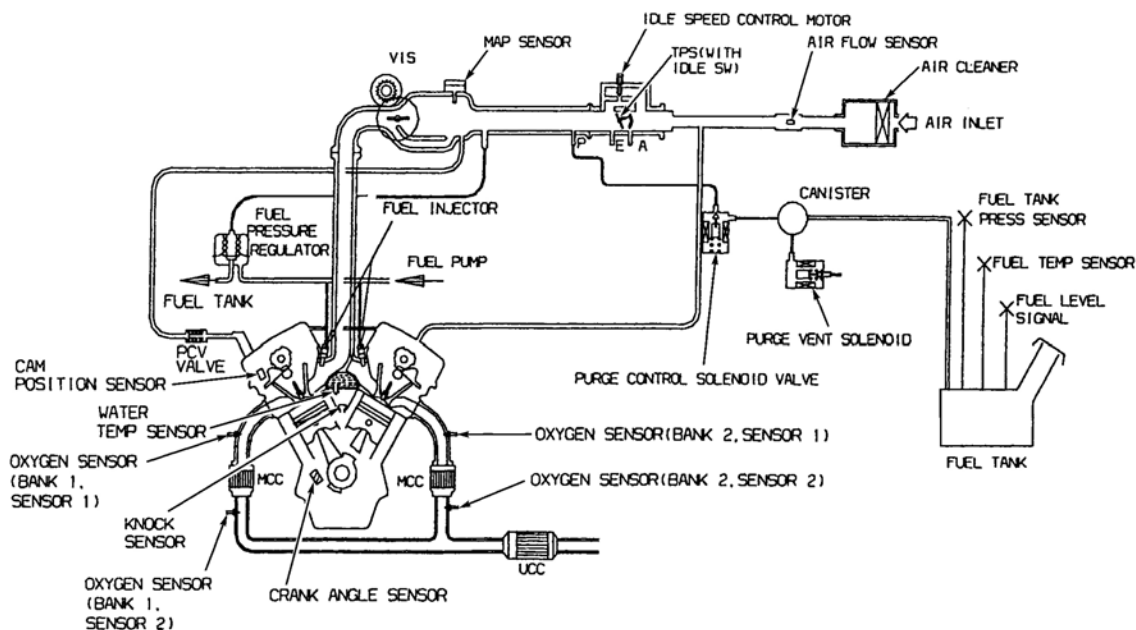 IDLE SPEED CONTROL MOTOR
MAP SENSOR
TPS(WITH
IDLE SW)
AIR FLOW
SENSOR
VIS
AIR CLEANER
AIR INLET
P
E
A
FUEL INJECTOR
CANISTER
FUEL TANK
PRESS SENSOR
FUEL
PRESSURE
REGULATOR
FUEL PUMP
FUEL TEMP SENSOR
FUEL TANK
FUEL LEVEL
SIGNAL
PURGE VENT SOLENOID
PCV
VALVE
PURGE CONTROL SOLENOID VALVE
CAM
POSITION SENSOR
WATER
TEMP SENSOR
OXYGEN SENSOR(BANK 2, SENSOR 1)
OXYGEN SENSOR
(BANK 1,
SENSOR 1)
FUEL TANK
MCC
MCC
OXYGEN SENSOR(BANK 2, SENSOR 2)
KNOCK
SENSOR
UCC
OXYGEN SENSOR
(BANK 1,
SENSOR 2)
CRANK ANGLE SENSOR